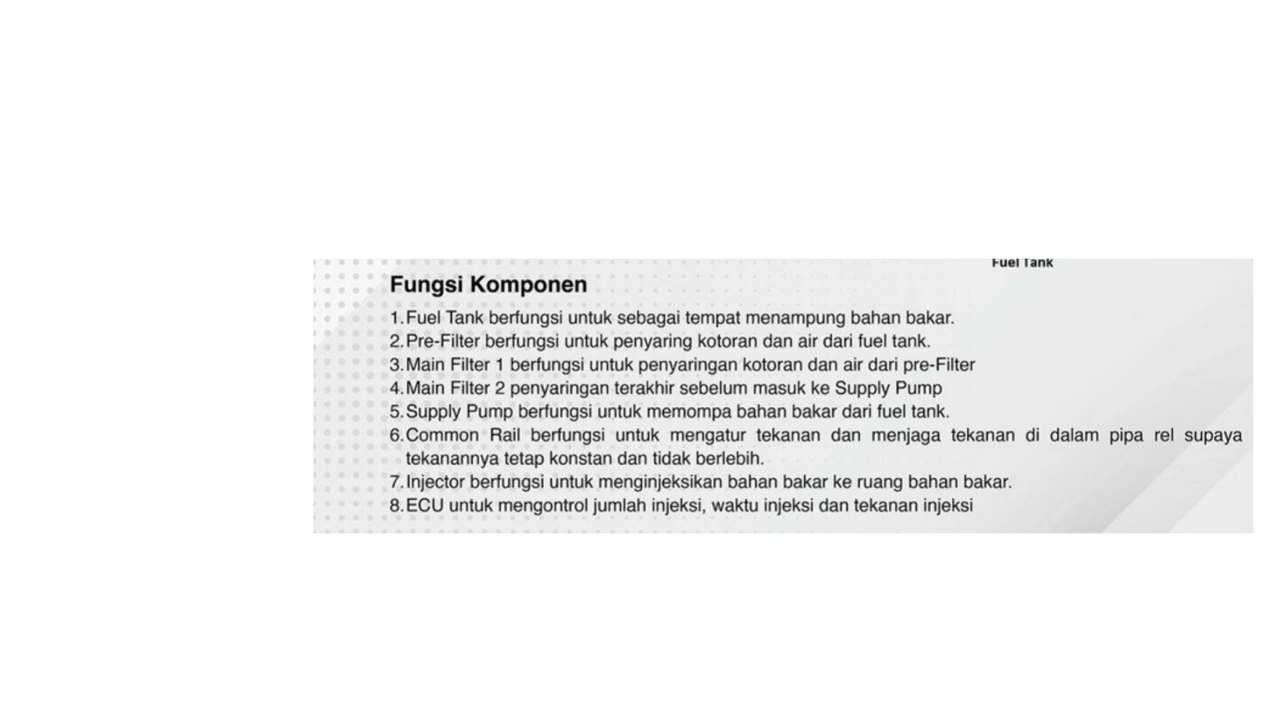 Fuel Tank
Fungsi Komponen
1.Fuel Tank berfungsi untuk sebagai tempat menampung bahan bakar.
2.Pre-Filter berfungsi untuk penyaring kotoran dan air dari fuel tank.
3.Main Filter 1 berfungsi untuk penyaringan kotoran dan air dari pre-Filter
4.Main Filter 2 penyaringan terakhir sebelum masuk ke Supply Pump
5.Supply Pump berfungsi untuk memompa bahan bakar dari fuel tank.
6.Common Rail berfungsi untuk mengatur tekanan dan menjaga tekanan di dalam pipa rel supaya
tekanannya tetap konstan dan tidak berlebih.
7.Injector berfungsi untuk menginjeksikan bahan bakar ke ruang bahan bakar.
8.ECU untuk mengontrol jumlah injeksi, waktu injeksi dan tekanan injeksi